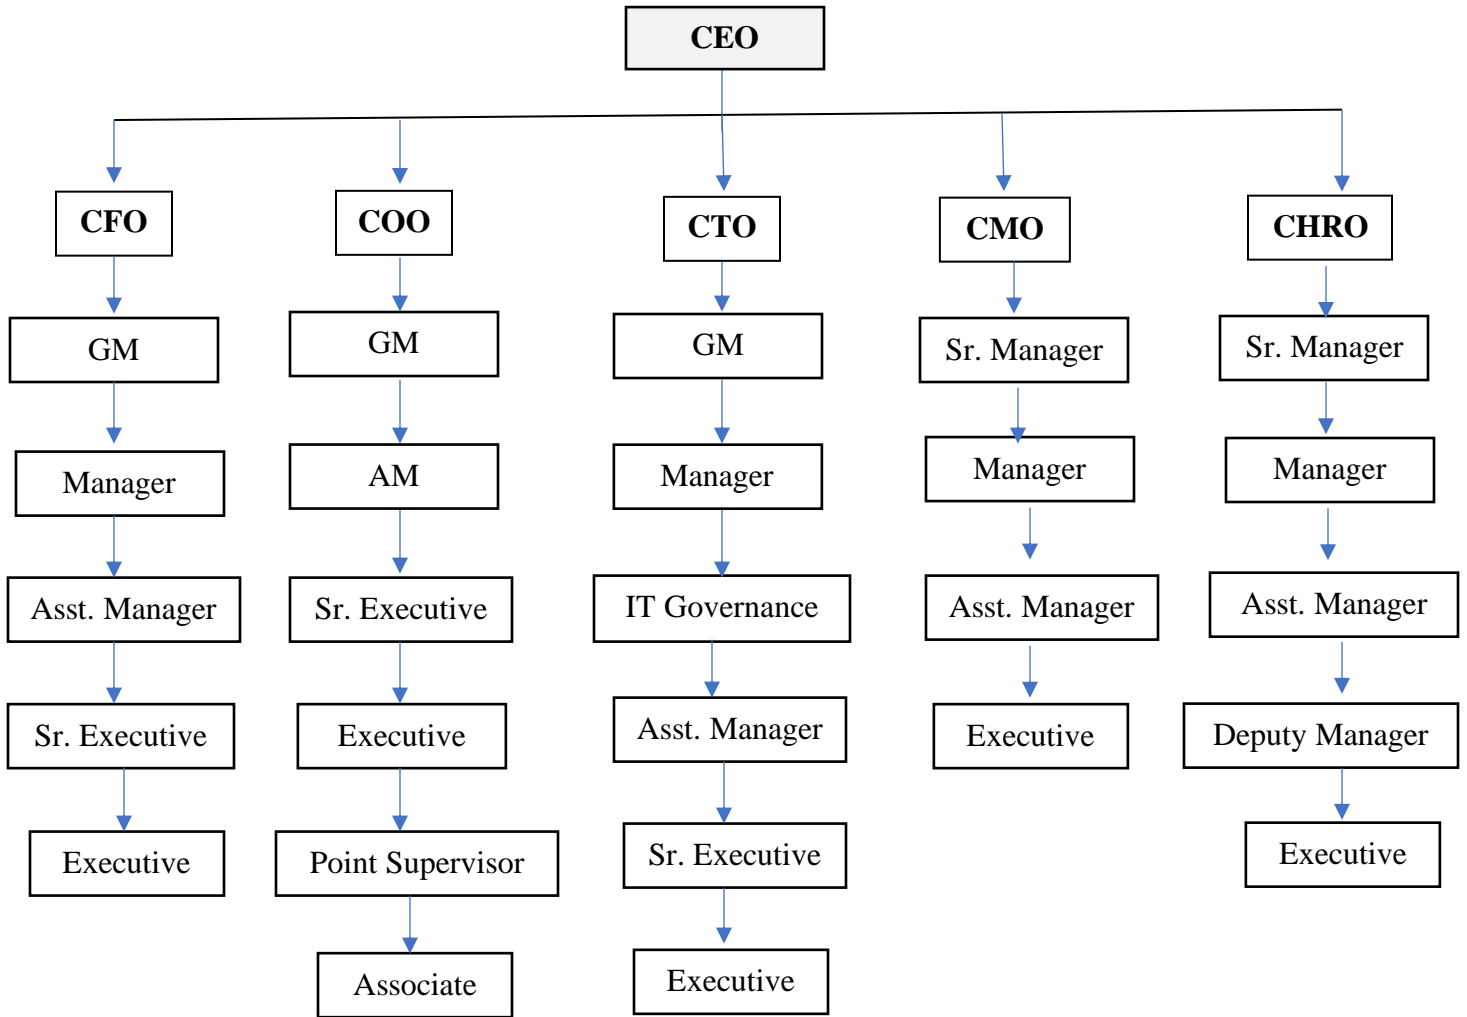 CEO
CFO
COO
CTO
CMO
CHRO
GM
GM
GM
Sr. Manager
Sr. Manager
Manager
AM
Manager
Manager
Manager
Asst. Manager
Sr. Executive
IT Governance
Asst. Manager
Asst. Manager
Sr. Executive
Executive
Asst. Manager
Executive
Deputy Manager
Executive
Point Supervisor
Sr. Executive
Executive
Associate
Executive